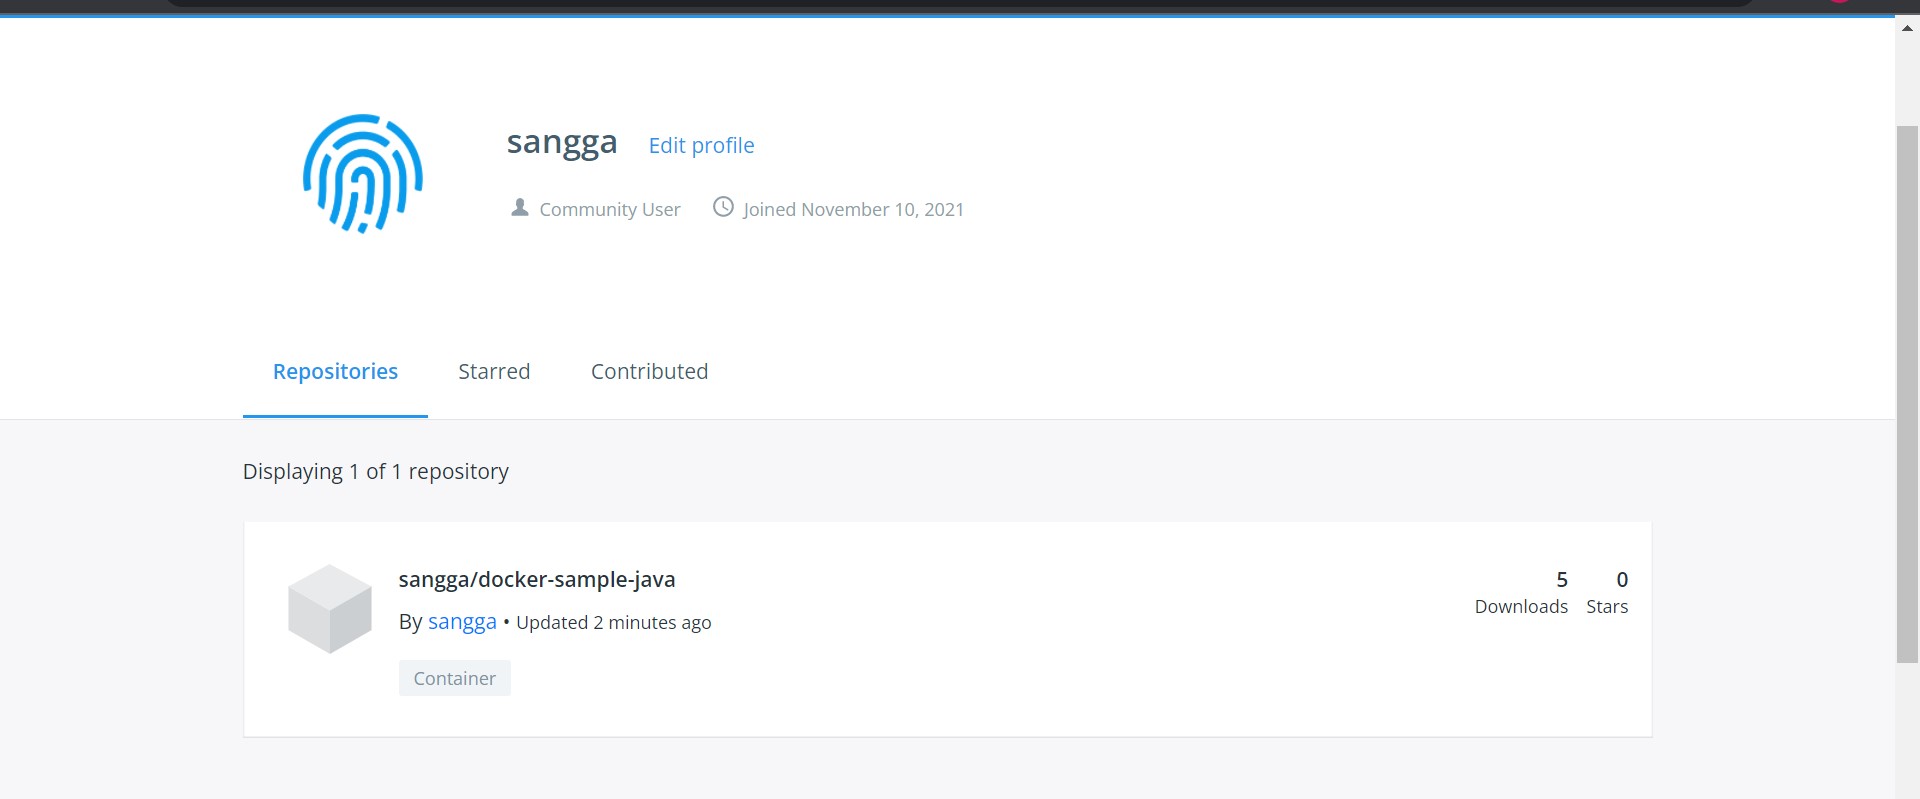 sangga Edit profile
Community User Joined November 10, 2021
Repositories Starred Contributed
Displaying 1 of 1 repository
sangga/docker-sample-java 5 0
Downloads Stars
By sangga • Updated 2 minutes ago
Container